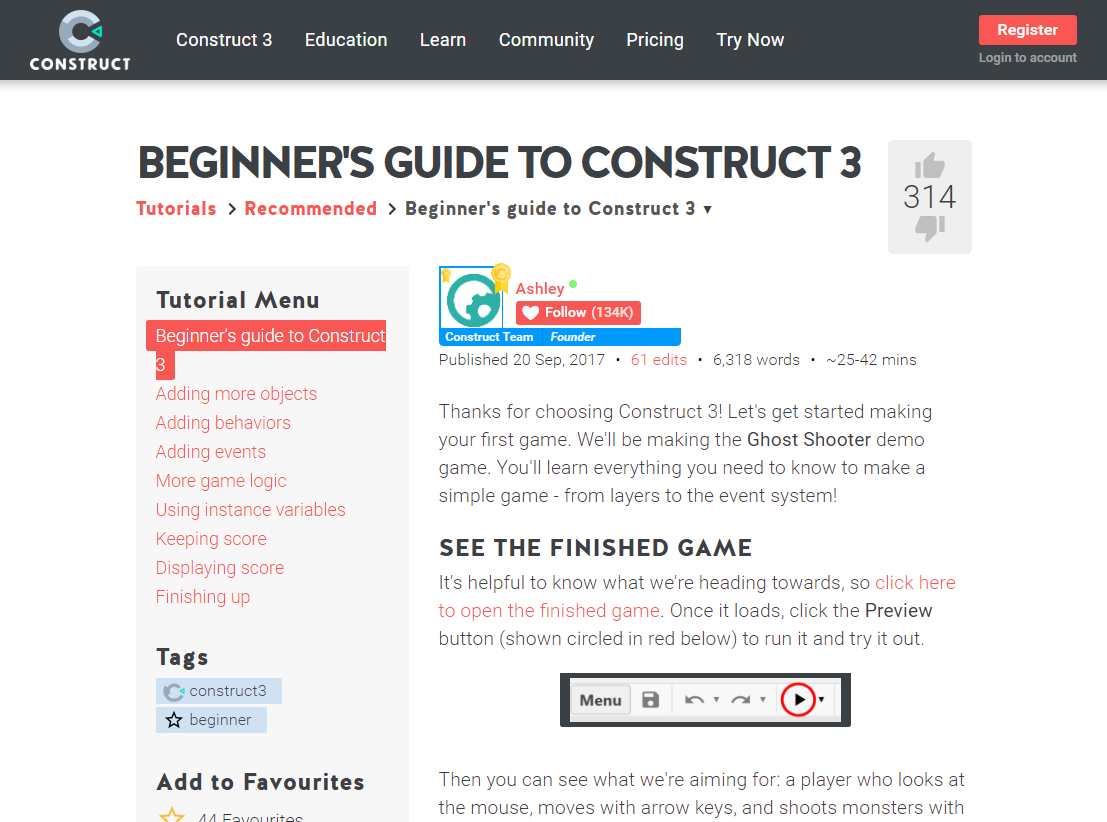 CONSTRUCT
Construct 3 Education Learn Community Pricing Try Now
Register
Login to account
BEGINNER'S GUIDE TO CONSTRUCT 3
Tutorials > Recommended > Beginner's guide to Construct 3 ▾
314
Tutorial Menu
Beginner's guide to Construct
3
Adding more objects
Adding behaviors
Adding events
More game logic
Using instance variables
Keeping score
Displaying score
Finishing up
Tags
construct3
beginner
Add to Favourites
44 Favourites
Ashley
Follow (134K)
Construct Team Founder
Published 20 Sep, 2017 • 61 edits • 6,318 words • ~25-42 mins
Thanks for choosing Construct 3! Let's get started making
your first game. We'll be making the Ghost Shooter demo
game. You'll learn everything you need to know to make a
simple game - from layers to the event system!
SEE THE FINISHED GAME
It's helpful to know what we're heading towards, so click here
to open the finished game. Once it loads, click the Preview
button (shown circled in red below) to run it and try it out.
Menu
Then you can see what we're aiming for: a player who looks at
the mouse, moves with arrow keys, and shoots monsters with